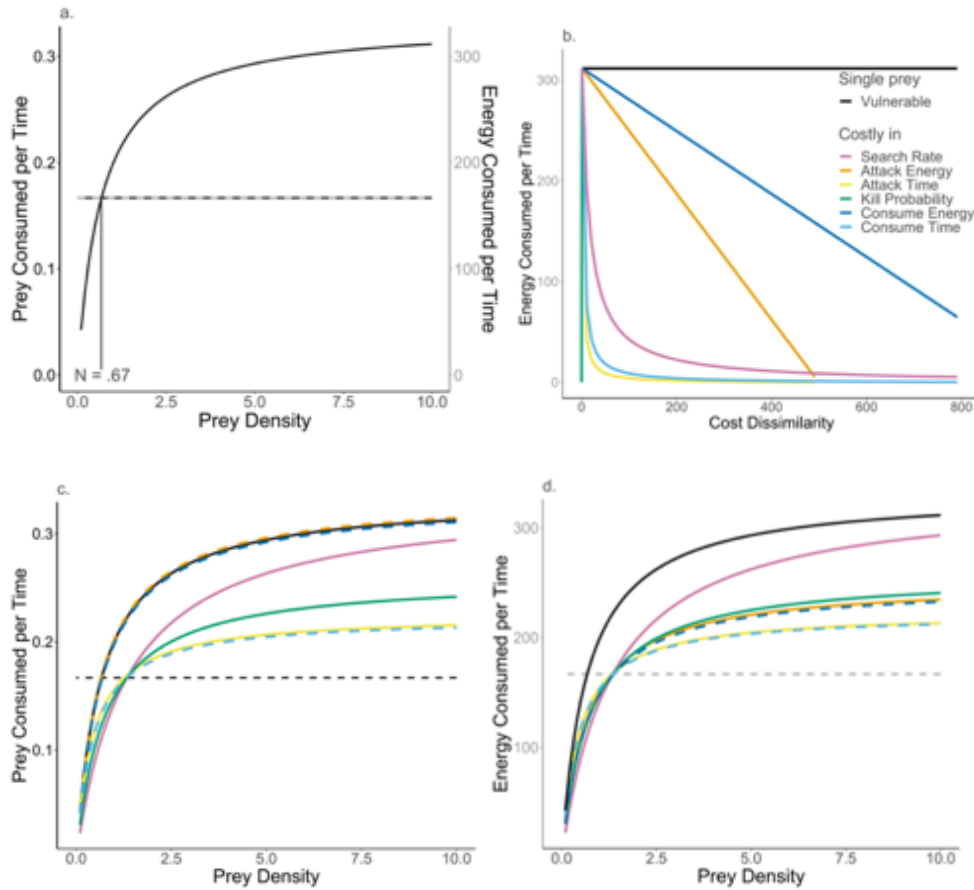 a.
Prey Consumed per Time
0.3
0.2
0.1
0.0
N = .67
0.0 2.5 5.0 7.5 10.0
Prey Density
300
200
100
0
Energy Consumed per Time
b.
Energy Consumed per Time
300
200
100
0
Single prey
Vulnerable
Costly in
Search Rate
Attack Energy
Attack Time
Kill Probability
Consume Energy
Consume Time
0 200 400 600 800
Cost Dissimilarity
c.
Prey Consumed per Time
0.3
0.2
0.1
0.0 2.5 5.0 7.5 10.0
Prey Density
d.
Energy Consumed per Time
300
200
100
0.0 2.5 5.0 7.5 10.0
Prey Density